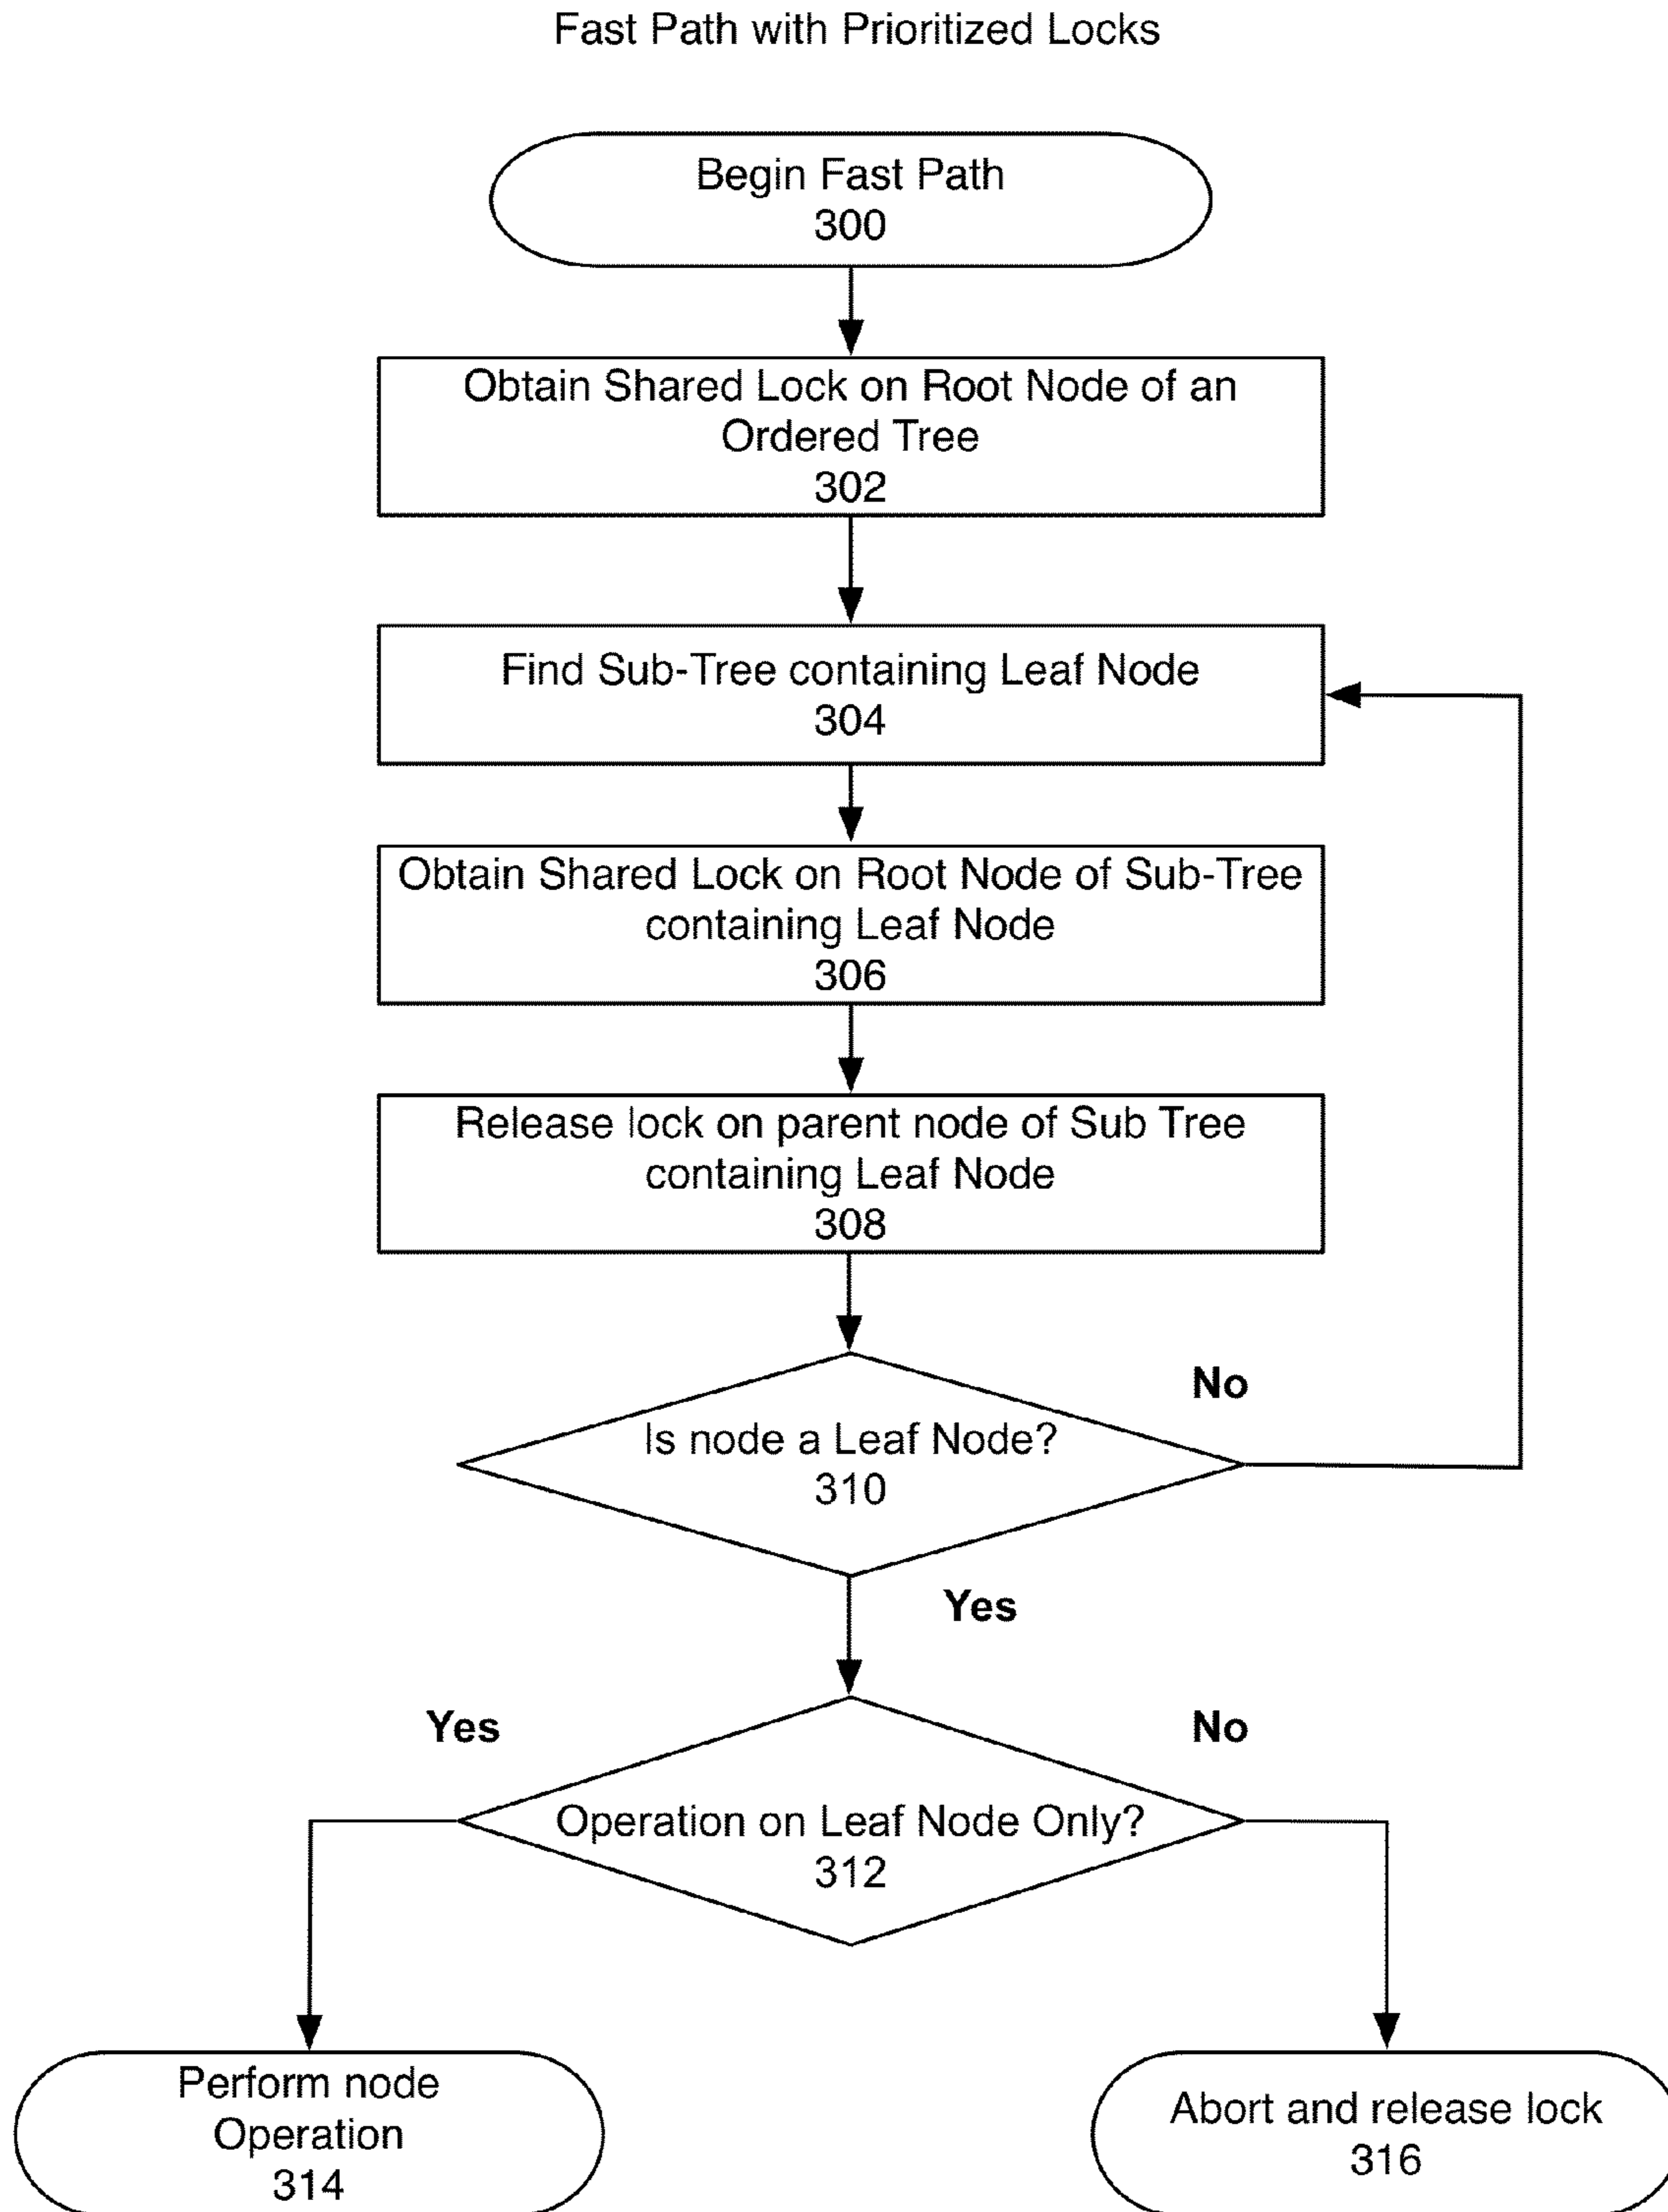 Fast Path with Prioritized Locks
Begin Fast Path
300
Obtain Shared Lock on Root Node of an
Ordered Tree
302
Find Sub-Tree containing Leaf Node
304
Obtain Shared Lock on Root Node of Sub-Tree
containing Leaf Node
306
Release lock on parent node of Sub Tree
containing Leaf Node
308
No
Is node a Leaf Node?
310
Yes
Yes
No
Operation on Leaf Node Only?
312
Perform node
Operation
314
Abort and release lock
316